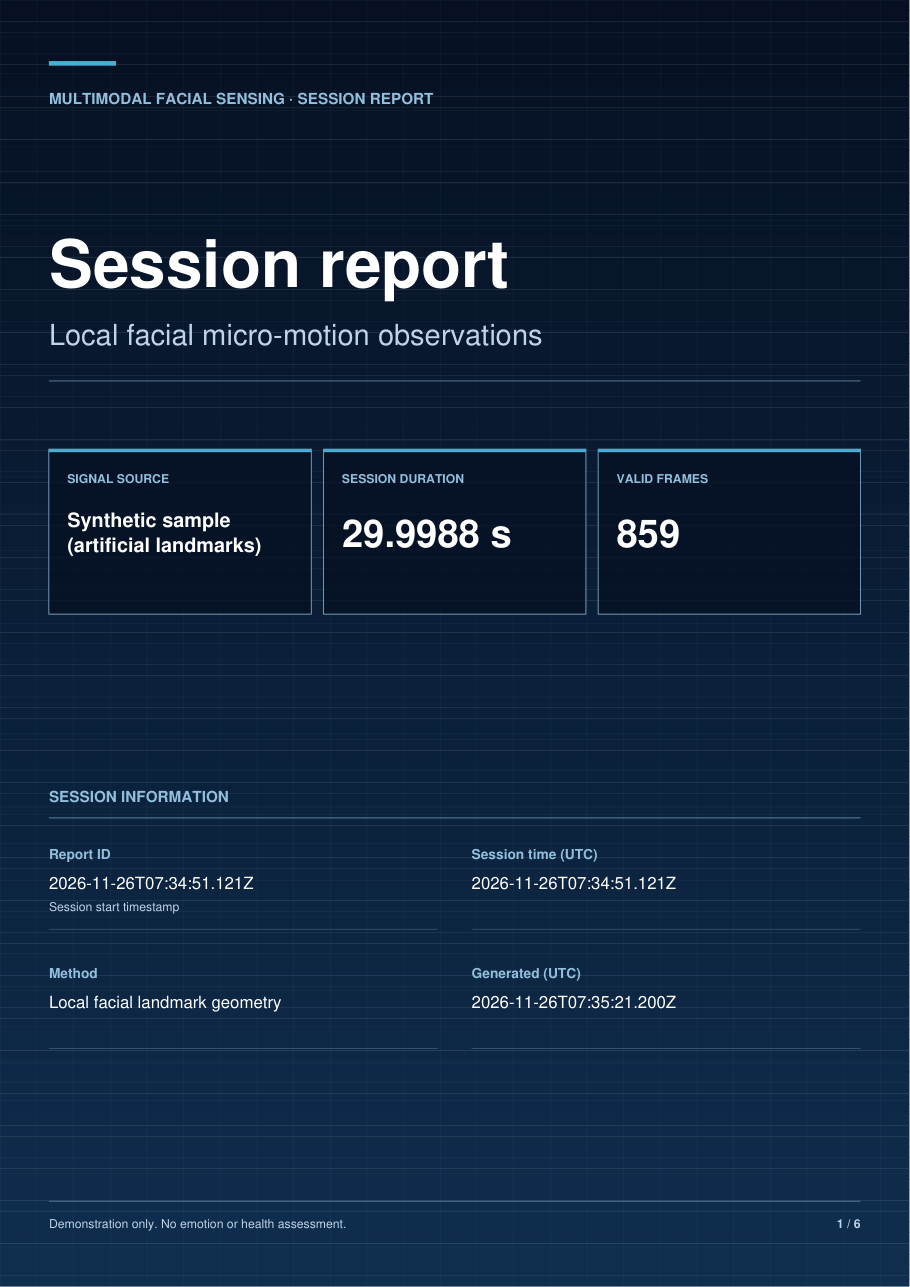 MULTIMODAL FACIAL SENSING · SESSION REPORT
Session report
Local facial micro-motion observations
SIGNAL SOURCE
Synthetic sample
(artificial landmarks)
SESSION DURATION
29.9988 s
VALID FRAMES
859
SESSION INFORMATION
Report ID
2026-11-26T07:34:51.121Z
Session start timestamp
Session time (UTC)
2026-11-26T07:34:51.121Z
Method
Local facial landmark geometry
Generated (UTC)
2026-11-26T07:35:21.200Z
Demonstration only. No emotion or health assessment.
1 / 6